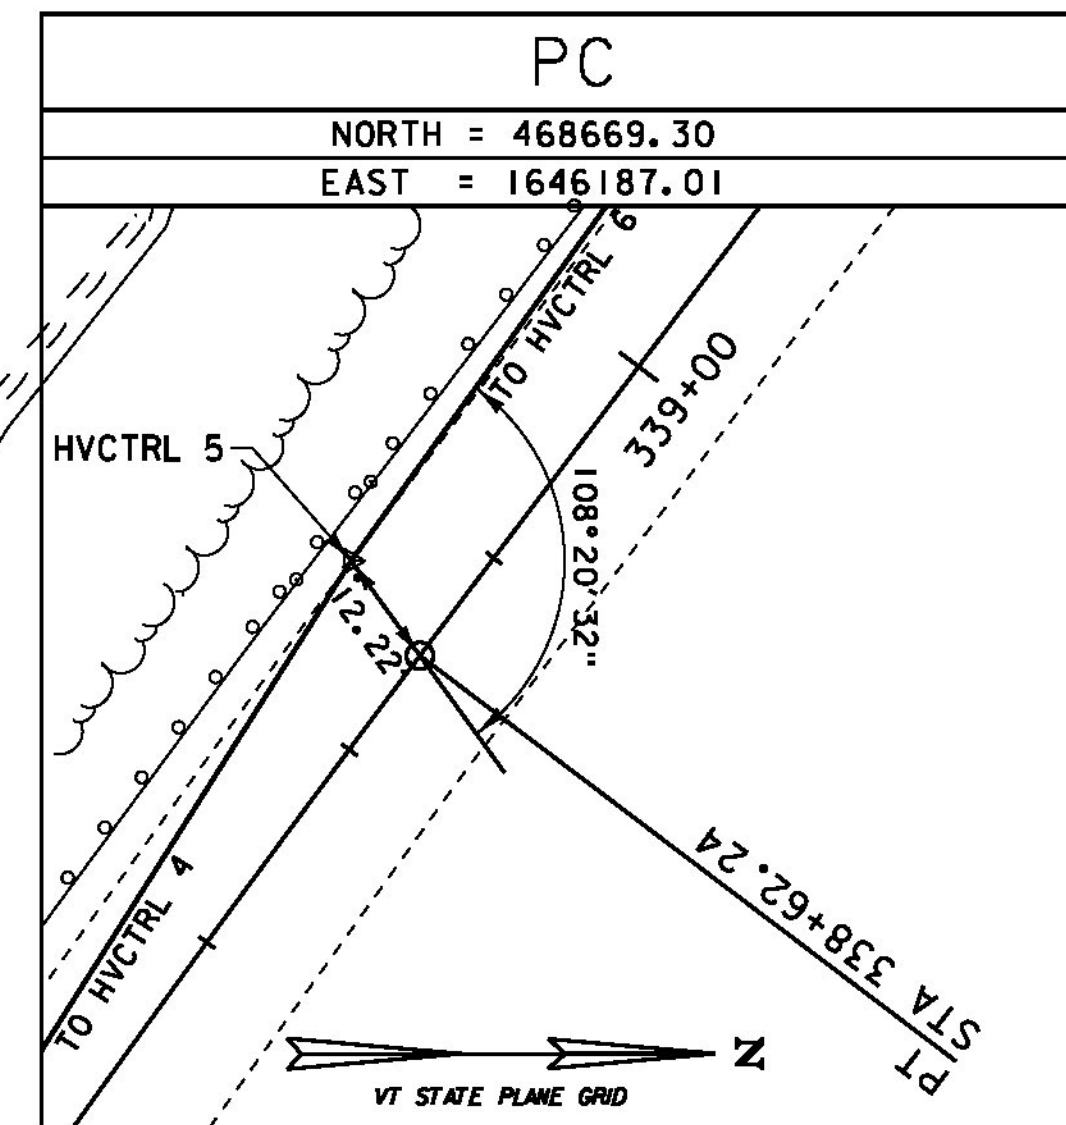 PC
NORTH = 468669.30
EAST = 1646187.01
TO HVCTRL 6
339+00
HVCTRL 5
108°20'32"
12.22'
STA 338+62.24
PT
TO HVCTRL 4
N
VT STATE PLANE GRID